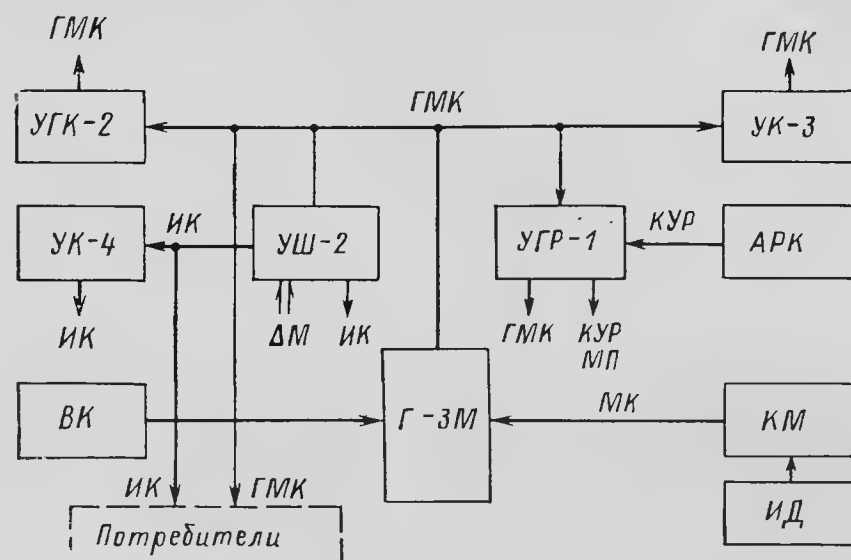 ГМК
ГМК
ГМК
УГК-2
УК-3
УК-4
ИК
УШ-2
УГР-1
КУР
АРК
ИК
ΔМ
ИК
ГМК
КУР
МП
ВК
Г-3М
МК
КМ
ИК
ГМК
ИД
Потребители